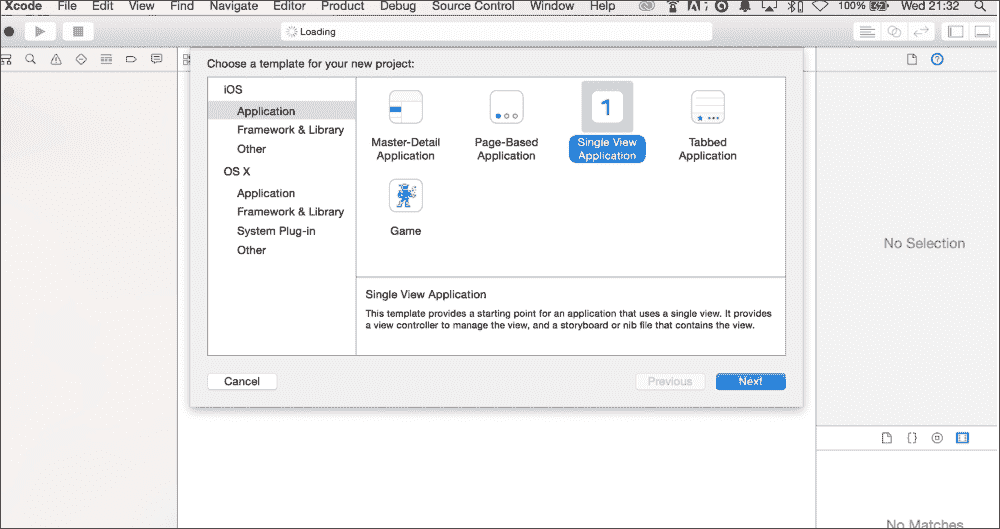 Xcode File Edit View Find Navigate Editor Product Debug Source Control Window Help 100% Wed 21:32
Loading
Choose a template for your new project:
iOS
Application
Framework & Library
Other
OS X
Application
Framework & Library
System Plug-in
Other
1
Master-Detail
Application
Page-Based
Application
Single View
Application
Tabbed
Application
Game
Single View Application
This template provides a starting point for an application that uses a single view. It provides
a view controller to manage the view, and a storyboard or nib file that contains the view.
Cancel
Previous
Next
No Selection
No Matches